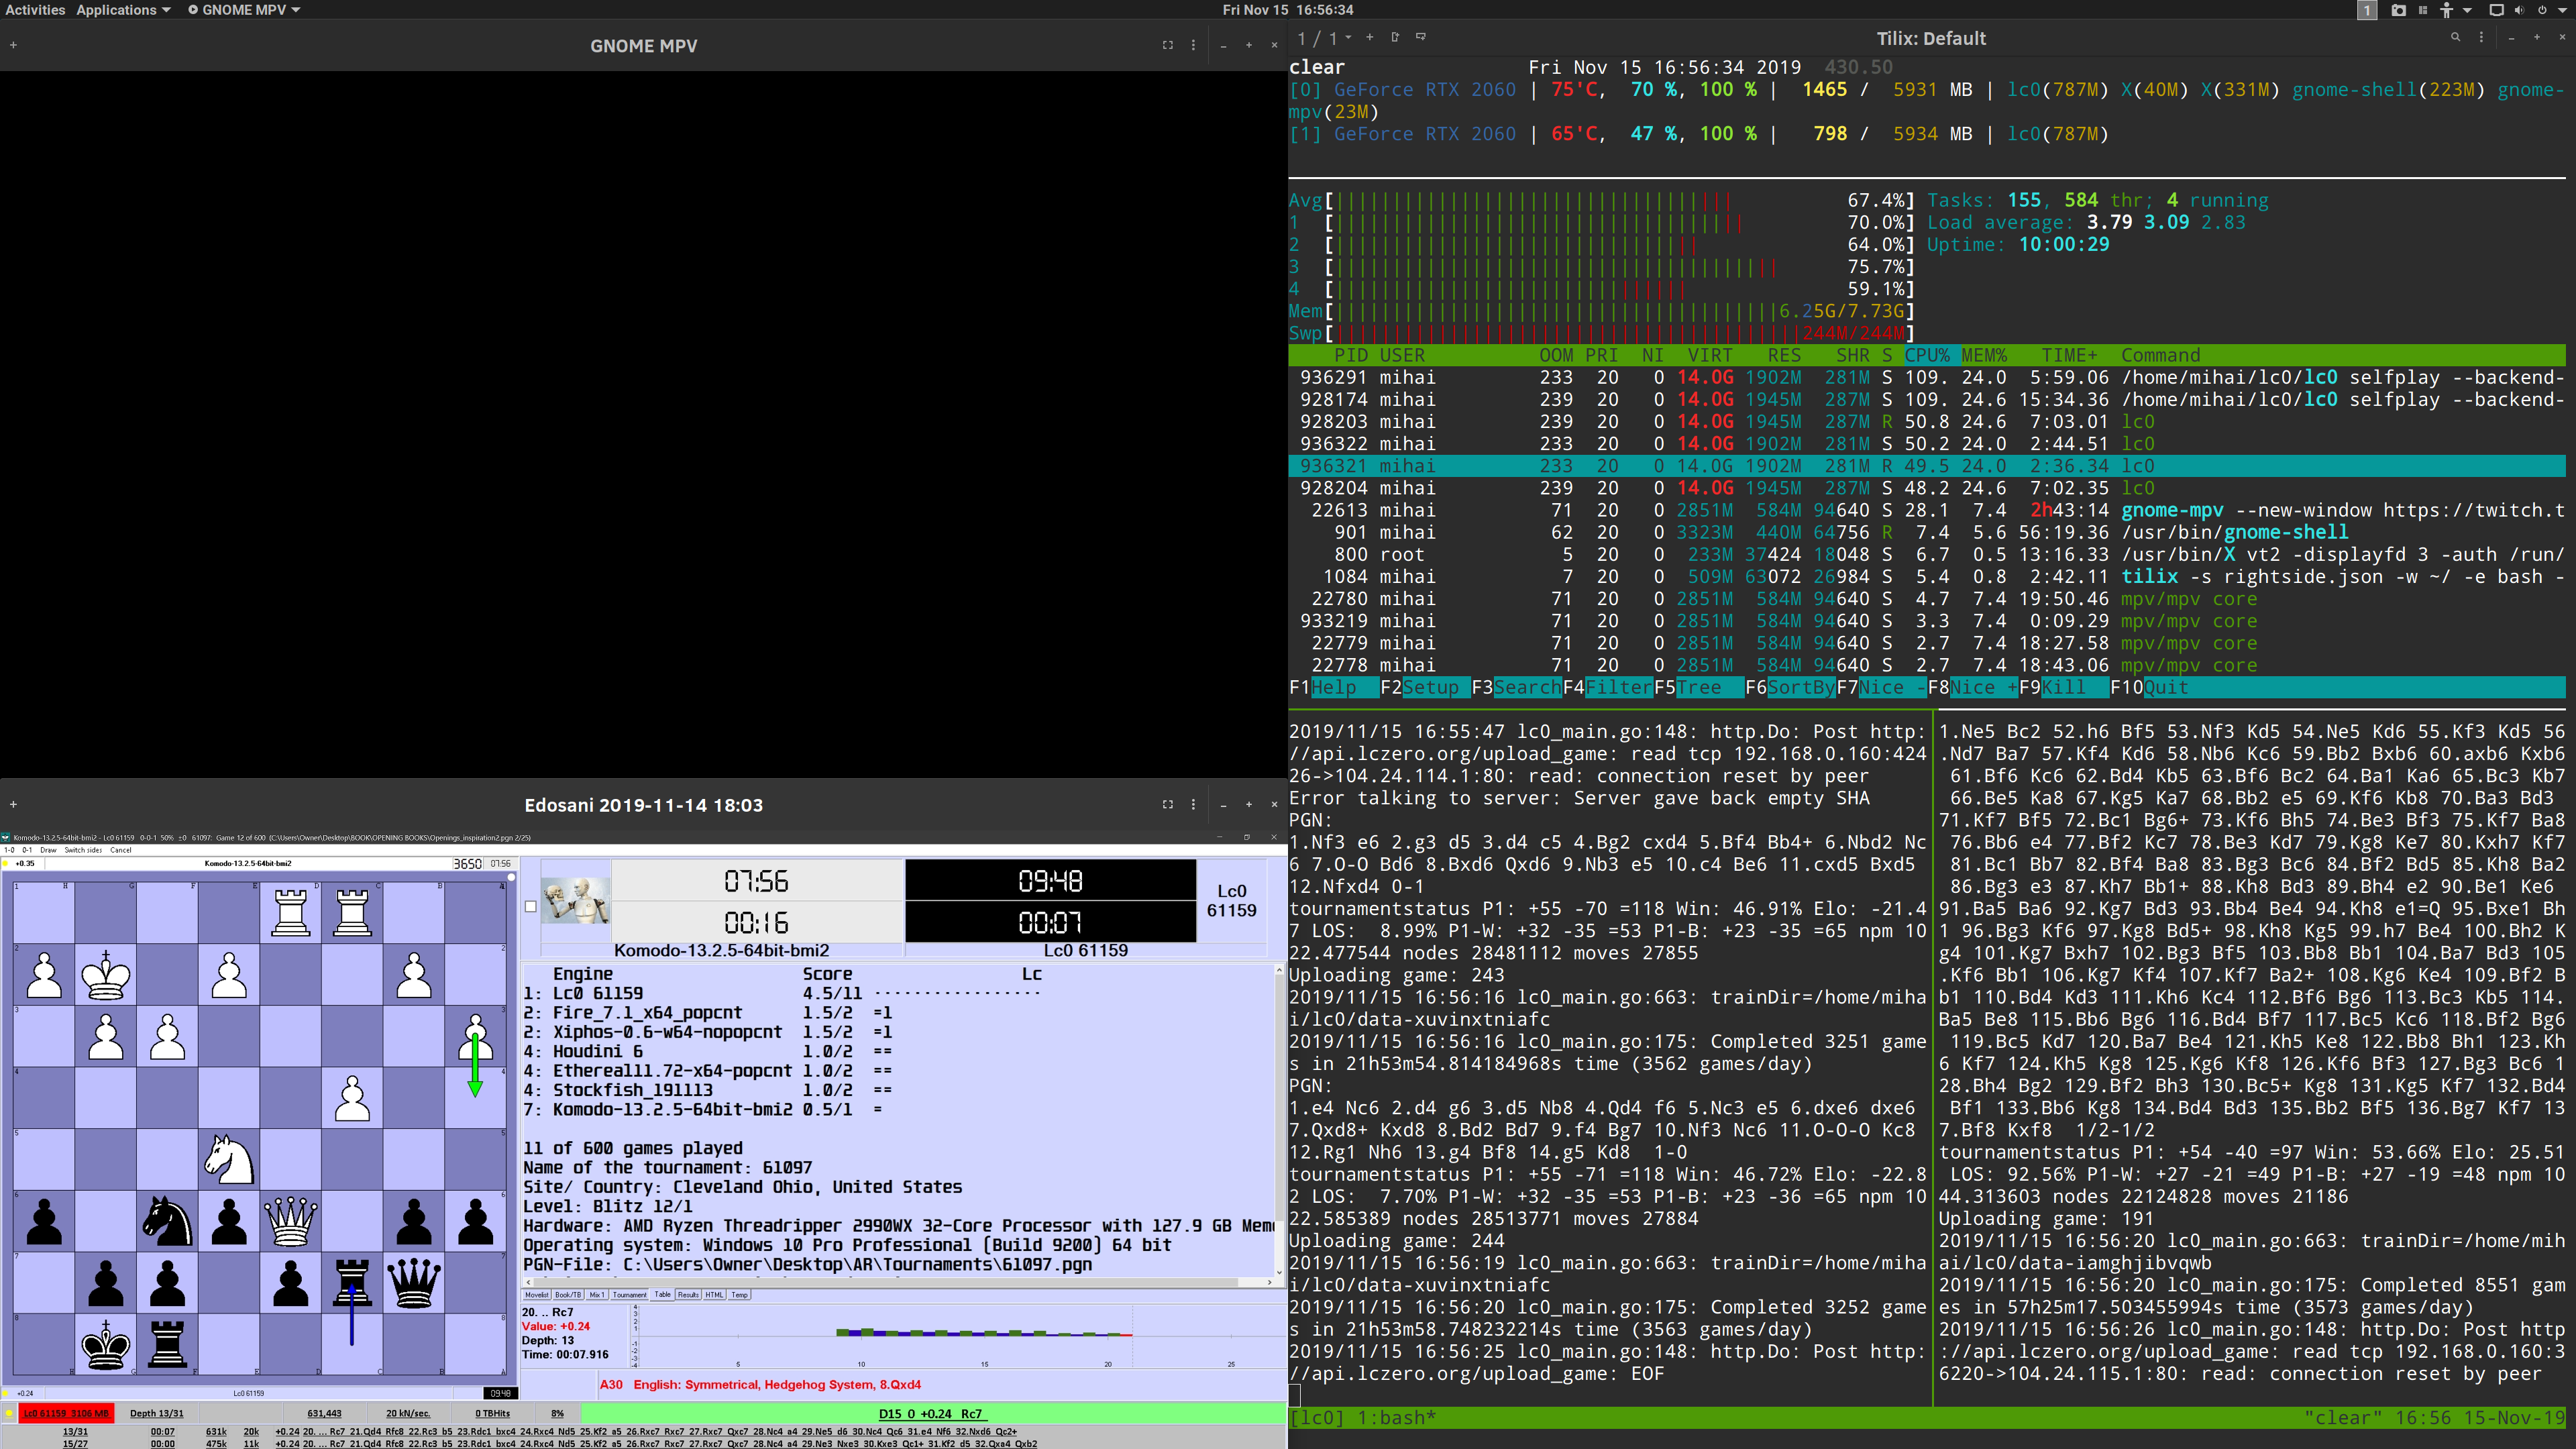 Activities Applications GNOME MPV Fri Nov 15 16:56:34 1
GNOME MPV
1 / 1 Tilix: Default
clear Fri Nov 15 16:56:34 2019 430.50
[0] GeForce RTX 2060 | 75'C, 70 %, 100 % | 1465 / 5931 MB | lc0(787M) X(40M) X(331M) gnome-shell(223M) gnome-
mpv(23M)
[1] GeForce RTX 2060 | 65'C, 47 %, 100 % | 798 / 5934 MB | lc0(787M)
Avg[ 67.4%] Tasks: 155, 584 thr; 4 running
1 [ 70.0%] Load average: 3.79 3.09 2.83
2 [ 64.0%] Uptime: 10:00:29
3 [ 75.7%]
4 [ 59.1%]
Mem[ 6.25G/7.73G]
Swp[ 244M/244M]
PID USER OOM PRI NI VIRT RES SHR S CPU% MEM% TIME+ Command
936291 mihai 233 20 0 14.0G 1902M 281M S 109. 24.0 5:59.06 /home/mihai/lc0/lc0 selfplay --backend-
928174 mihai 239 20 0 14.0G 1945M 287M S 109. 24.6 15:34.36 /home/mihai/lc0/lc0 selfplay --backend-
928203 mihai 239 20 0 14.0G 1945M 287M R 50.8 24.6 7:03.01 lc0
936322 mihai 233 20 0 14.0G 1902M 281M S 50.2 24.0 2:44.51 lc0
936321 mihai 233 20 0 14.0G 1902M 281M R 49.5 24.0 2:36.34 lc0
928204 mihai 239 20 0 14.0G 1945M 287M S 48.2 24.6 7:02.35 lc0
22613 mihai 71 20 0 2851M 584M 94640 S 28.1 7.4 2h43:14 gnome-mpv --new-window https://twitch.t
901 mihai 62 20 0 3323M 440M 64756 R 7.4 5.6 56:19.36 /usr/bin/gnome-shell
800 root 5 20 0 233M 37424 18048 S 6.7 0.5 13:16.33 /usr/bin/X vt2 -displayfd 3 -auth /run/
1084 mihai 7 20 0 509M 63072 26984 S 5.4 0.8 2:42.11 tilix -s rightside.json -w ~/ -e bash -
22780 mihai 71 20 0 2851M 584M 94640 S 4.7 7.4 19:50.46 mpv/mpv core
933219 mihai 71 20 0 2851M 584M 94640 S 3.3 7.4 0:09.29 mpv/mpv core
22779 mihai 71 20 0 2851M 584M 94640 S 2.7 7.4 18:27.58 mpv/mpv core
22778 mihai 71 20 0 2851M 584M 94640 S 2.7 7.4 18:43.06 mpv/mpv core
F1Help F2Setup F3SearchF4FilterF5Tree F6SortByF7Nice -F8Nice +F9Kill F10Quit
2019/11/15 16:55:47 lc0_main.go:148: http.Do: Post http:
//api.lczero.org/upload_game: read tcp 192.168.0.160:424
26->104.24.114.1:80: read: connection reset by peer
Error talking to server: Server gave back empty SHA
PGN:
1.Nf3 e6 2.g3 d5 3.d4 c5 4.Bg2 cxd4 5.Bf4 Bb4+ 6.Nbd2 Nc
6 7.O-O Bd6 8.Bxd6 Qxd6 9.Nb3 e5 10.c4 Be6 11.cxd5 Bxd5
12.Nfxd4 0-1
tournamentstatus P1: +55 -70 =118 Win: 46.91% Elo: -21.4
7 LOS: 8.99% P1-W: +32 -35 =53 P1-B: +23 -35 =65 npm 10
22.477544 nodes 28481112 moves 27855
Uploading game: 243
2019/11/15 16:56:16 lc0_main.go:663: trainDir=/home/miha
i/lc0/data-xuvinxtniafc
2019/11/15 16:56:16 lc0_main.go:175: Completed 3251 game
s in 21h53m54.814184968s time (3562 games/day)
PGN:
1.e4 Nc6 2.d4 g6 3.d5 Nb8 4.Qd4 f6 5.Nc3 e5 6.dxe6 dxe6
7.Qxd8+ Kxd8 8.Bd2 Bd7 9.f4 Bg7 10.Nf3 Nc6 11.O-O-O Kc8
12.Rg1 Nh6 13.g4 Bf8 14.g5 Kd8 1-0
tournamentstatus P1: +55 -71 =118 Win: 46.72% Elo: -22.8
2 LOS: 7.70% P1-W: +32 -35 =53 P1-B: +23 -36 =65 npm 10
22.585389 nodes 28513771 moves 27884
Uploading game: 244
2019/11/15 16:56:19 lc0_main.go:663: trainDir=/home/miha
i/lc0/data-xuvinxtniafc
2019/11/15 16:56:20 lc0_main.go:175: Completed 3252 game
s in 21h53m58.748232214s time (3563 games/day)
2019/11/15 16:56:25 lc0_main.go:148: http.Do: Post http:
//api.lczero.org/upload_game: EOF
1.Ne5 Bc2 52.h6 Bf5 53.Nf3 Kd5 54.Ne5 Kd6 55.Kf3 Kd5 56
.Nd7 Ba7 57.Kf4 Kd6 58.Nb6 Kc6 59.Bb2 Bxb6 60.axb6 Kxb6
61.Bf6 Kc6 62.Bd4 Kb5 63.Bf6 Bc2 64.Ba1 Ka6 65.Bc3 Kb7
66.Be5 Ka8 67.Kg5 Ka7 68.Bb2 e5 69.Kf6 Kb8 70.Ba3 Bd3
71.Kf7 Bf5 72.Bc1 Bg6+ 73.Kf6 Bh5 74.Be3 Bf3 75.Kf7 Ba8
76.Bb6 e4 77.Bf2 Kc7 78.Be3 Kd7 79.Kg8 Ke7 80.Kxh7 Kf7
81.Bc1 Bb7 82.Bf4 Ba8 83.Bg3 Bc6 84.Bf2 Bd5 85.Kh8 Ba2
86.Bg3 e3 87.Kh7 Bb1+ 88.Kh8 Bd3 89.Bh4 e2 90.Be1 Ke6
91.Ba5 Ba6 92.Kg7 Bd3 93.Bb4 Be4 94.Kh8 e1=Q 95.Bxe1 Bh
1 96.Bg3 Kf6 97.Kg8 Bd5+ 98.Kh8 Kg5 99.h7 Be4 100.Bh2 K
g4 101.Kg7 Bxh7 102.Bg3 Bf5 103.Bb8 Bb1 104.Ba7 Bd3 105
.Kf6 Bb1 106.Kg7 Kf4 107.Kf7 Ba2+ 108.Kg6 Ke4 109.Bf2 B
b1 110.Bd4 Kd3 111.Kh6 Kc4 112.Bf6 Bg6 113.Bc3 Kb5 114.
Ba5 Be8 115.Bb6 Bg6 116.Bd4 Bf7 117.Bc5 Kc6 118.Bf2 Bg6
119.Bc5 Kd7 120.Ba7 Be4 121.Kh5 Ke8 122.Bb8 Bh1 123.Kh
6 Kf7 124.Kh5 Kg8 125.Kg6 Kf8 126.Kf6 Bf3 127.Bg3 Bc6 1
28.Bh4 Bg2 129.Bf2 Bh3 130.Bc5+ Kg8 131.Kg5 Kf7 132.Bd4
Bf1 133.Bb6 Kg8 134.Bd4 Bd3 135.Bb2 Bf5 136.Bg7 Kf7 13
7.Bf8 Kxf8 1/2-1/2
tournamentstatus P1: +54 -40 =97 Win: 53.66% Elo: 25.51
LOS: 92.56% P1-W: +27 -21 =49 P1-B: +27 -19 =48 npm 10
44.313603 nodes 22124828 moves 21186
Uploading game: 191
2019/11/15 16:56:20 lc0_main.go:663: trainDir=/home/mih
ai/lc0/data-iamghjibvqwb
2019/11/15 16:56:20 lc0_main.go:175: Completed 8551 gam
es in 57h25m17.503455994s time (3573 games/day)
2019/11/15 16:56:26 lc0_main.go:148: http.Do: Post http
://api.lczero.org/upload_game: read tcp 192.168.0.160:3
6220->104.24.115.1:80: read: connection reset by peer
[lc0] 1:bash* "clear" 16:56 15-Nov-19
Edosani 2019-11-14 18:03
Komodo-13.2.5-64bit-bmi2 - Lc0 61159 0-0-1 50% ±0 61097: Game 12 of 600 (C:\Users\Owner\Desktop\BOOK\OPENING BOOKS\Openings_inspiration2.pgn 2/25)
1-0 0-1 Draw Switch sides Cancel
+0.35 Komodo-13.2.5-64bit-bmi2 3650 07:56
07:56 09:48 Lc0
00:16 00:07 61159
Komodo-13.2.5-64bit-bmi2 Lc0 61159
Engine Score Lc
1: Lc0 61159 4.5/11 ------------------
2: Fire_7.1_x64_popcnt 1.5/2 =1
2: Xiphos-0.6-w64-nopopcnt 1.5/2 =1
4: Houdini 6 1.0/2 ==
4: Ethereal11.72-x64-popcnt 1.0/2 ==
4: Stockfish_191113 1.0/2 ==
7: Komodo-13.2.5-64bit-bmi2 0.5/1 =
11 of 600 games played
Name of the tournament: 61097
Site/ Country: Cleveland Ohio, United States
Level: Blitz 12/1
Hardware: AMD Ryzen Threadripper 2990WX 32-Core Processor with 127.9 GB Mem
Operating system: Windows 10 Pro Professional (Build 9200) 64 bit
PGN-File: C:\Users\Owner\Desktop\AR\Tournaments\61097.pgn
Movelist Book/TB Mix 1 Tournament Table Results HTML Temp
20. .. Rc7
Value: +0.24
Depth: 13
Time: 00:07.916
5 10 15 20 25
A30 English: Symmetrical, Hedgehog System, 8.Qxd4
+0.24 Lc0 61159 09:48
Lc0 61159 3106 MB Depth 13/31 631,443 20 kN/sec. 0 TBHits 8% D15 0 +0.24 Rc7
13/31 00:07 631k 20k +0.24 20. ... Rc7 21.Qd4 Rfc8 22.Rc3 b5 23.Rdc1 bxc4 24.Rxc4 Nd5 25.Kf2 a5 26.Rxc7 Rxc7 27.Rxc7 Qxc7 28.Nc4 a4 29.Ne5 d6 30.Nc4 Qc6 31.e4 Nf6 32.Nxd6 Qc2+
15/27 00:00 475k 11k +0.24 20. ... Rc7 21.Qd4 Rfc8 22.Rc3 b5 23.Rdc1 bxc4 24.Rxc4 Nd5 25.Kf2 a5 26.Rxc7 Rxc7 27.Rxc7 Qxc7 28.Nc4 a4 29.Ne3 Nxe3 30.Kxe3 Qc1+ 31.Kf2 d5 32.Qxa4 Qxb2